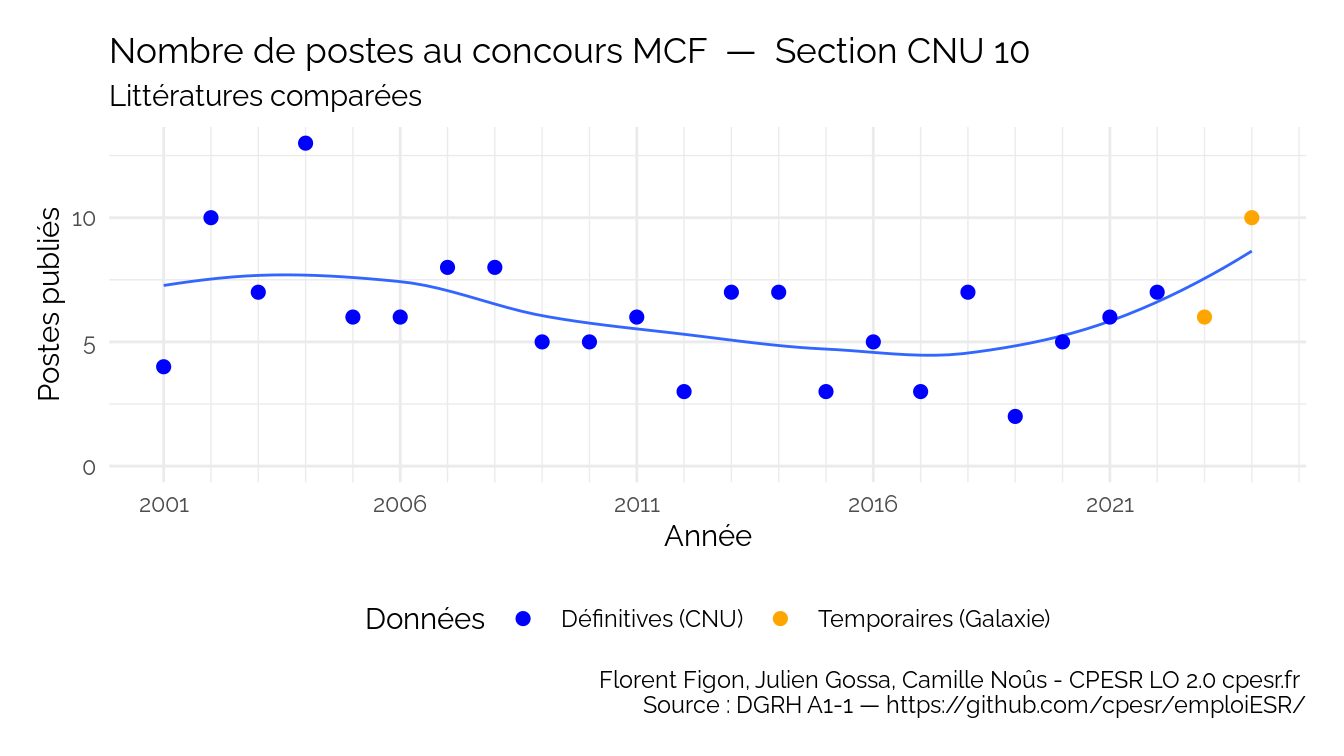 Nombre de postes au concours MCF — Section CNU 10
Littératures comparées
Postes publiés
10
5
0
2001 2006 2011 2016 2021
Année
Données Définitives (CNU) Temporaires (Galaxie)
Florent Figon, Julien Gossa, Camille Noûs - CPESR LO 2.0 cpesr.fr
Source : DGRH A1-1 — https://github.com/cpesr/emploiESR/